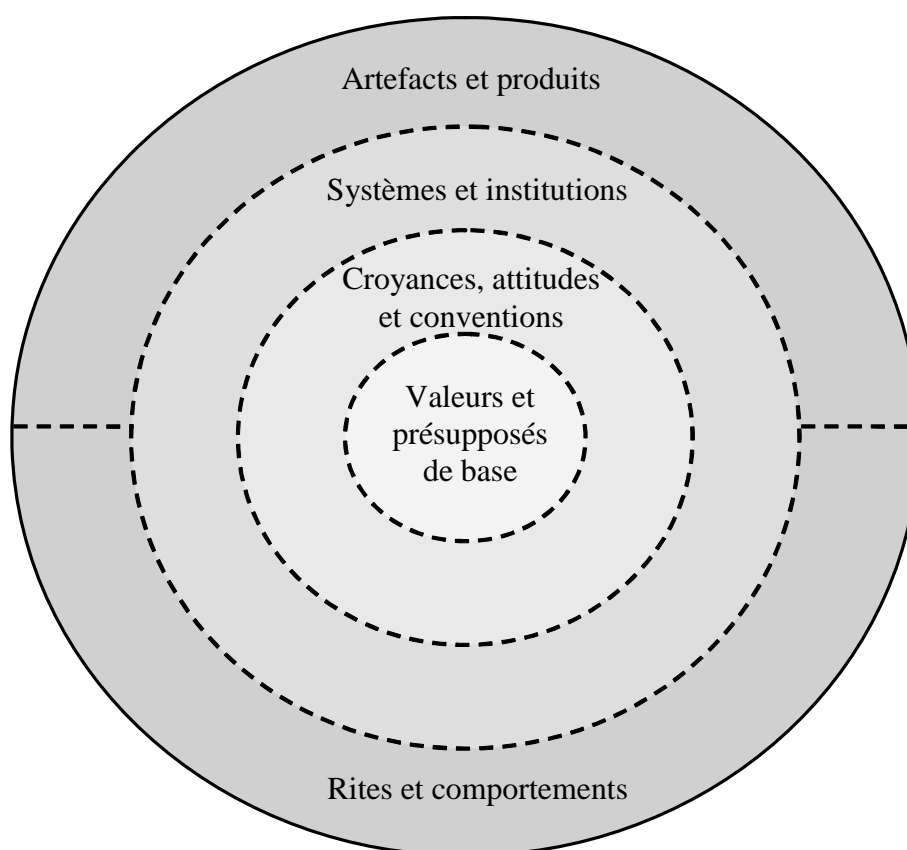 Artefacts et produits
Systèmes et institutions
Croyances, attitudes
et conventions
Valeurs et
présupposés
de base
Rites et comportements